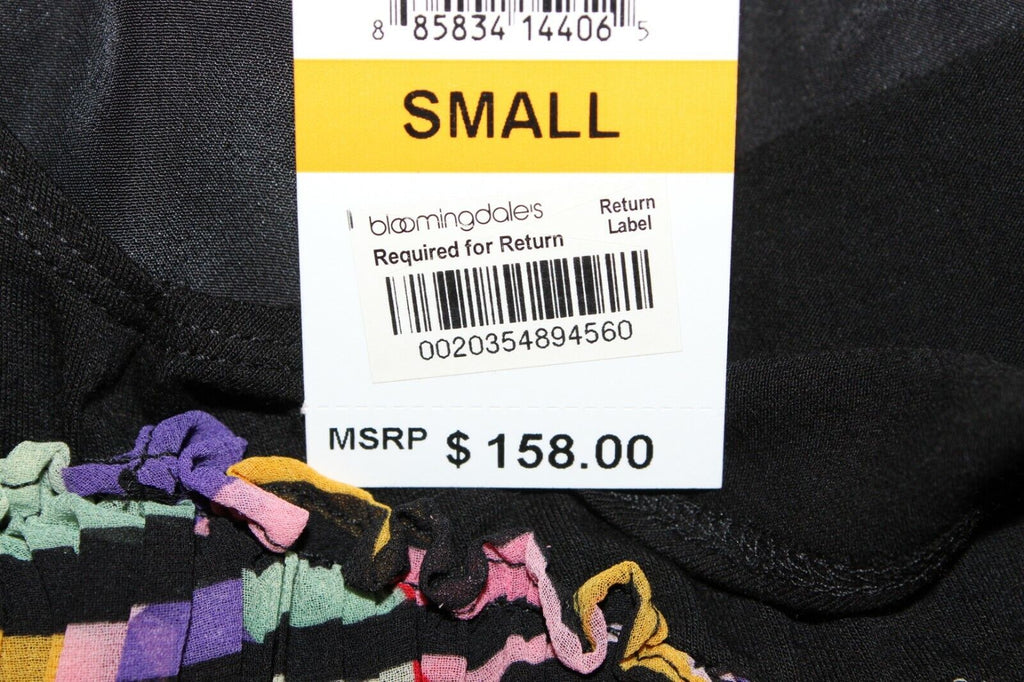 8 85834 14406 5
SMALL
bloomingdale's
Return
Label
Required for Return
0020354894560
MSRP $ 158.00